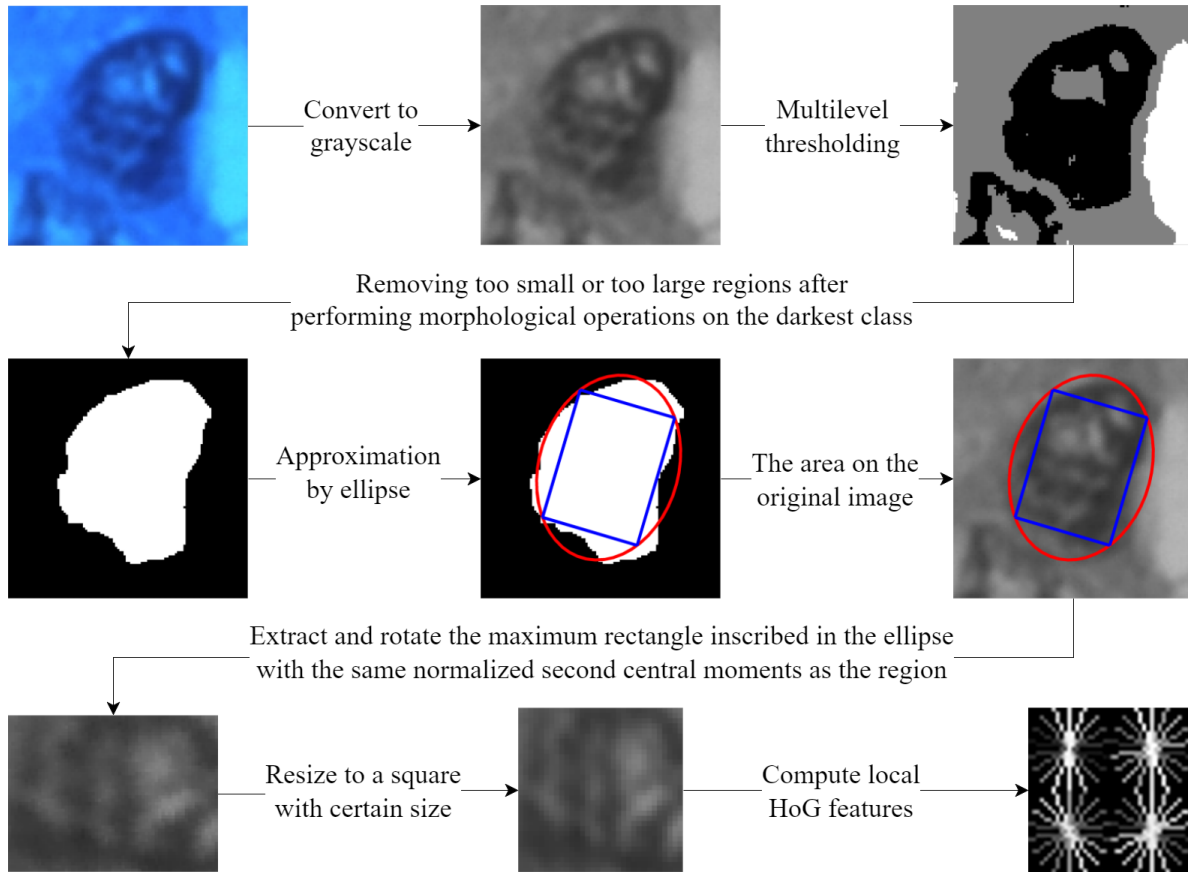 Convert to
grayscale
Multilevel
thresholding
Removing too small or too large regions after
performing morphological operations on the darkest class
Approximation
by ellipse
The area on the
original image
Extract and rotate the maximum rectangle inscribed in the ellipse
with the same normalized second central moments as the region
Resize to a square
with certain size
Compute local
HoG features